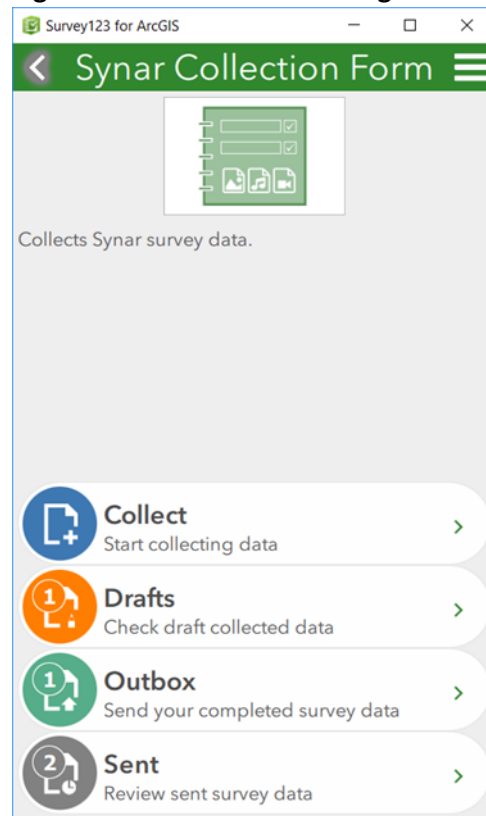 Survey123 for ArcGIS
Synar Collection Form
Collects Synar survey data.
Collect
Start collecting data
1
Drafts
Check draft collected data
1
Outbox
Send your completed survey data
2
Sent
Review sent survey data